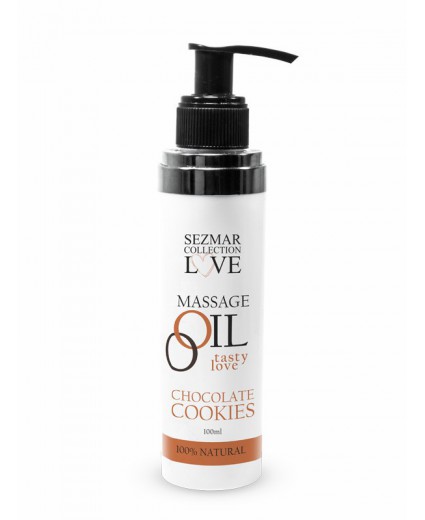 SEZMAR
COLLECTION
LOVE
MASSAGE
OIL
tasty
love
CHOCOLATE
COOKIES
100ml
100% NATURAL